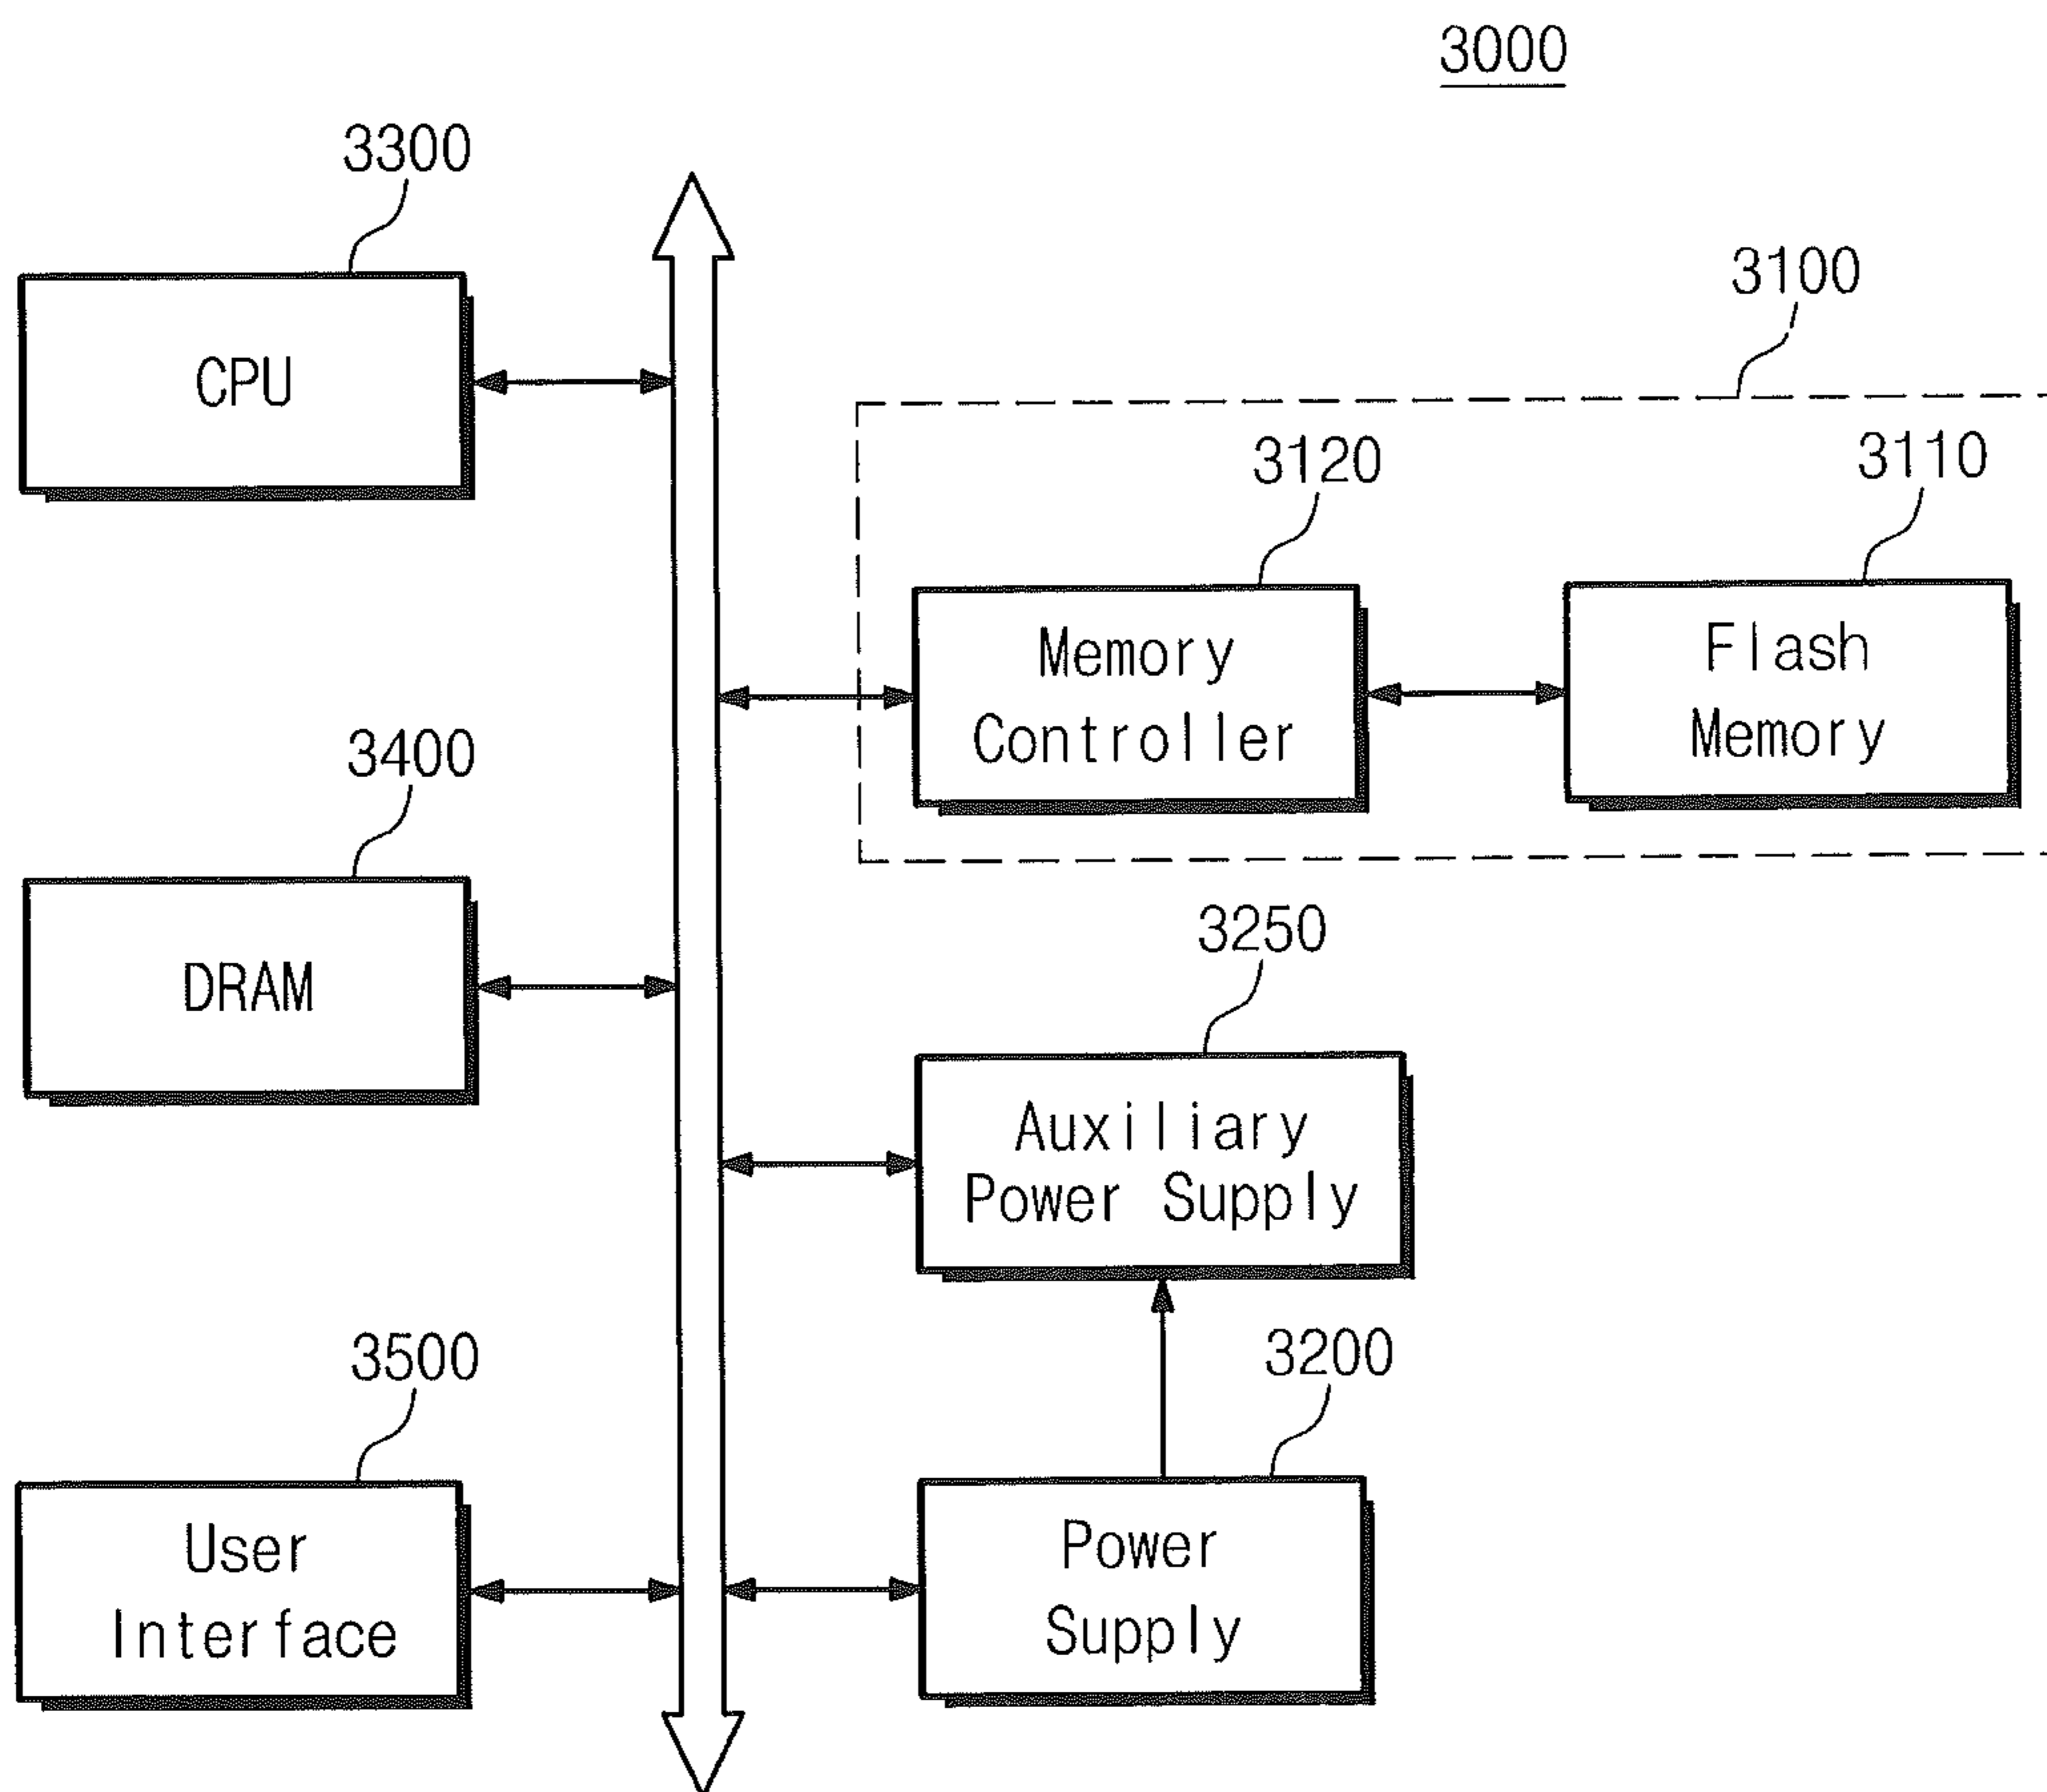 3000
3300
CPU
3100
3120
3110
Memory
Controller
Flash
Memory
3400
DRAM
3250
Auxiliary
Power Supply
3500
User
Interface
3200
Power
Supply